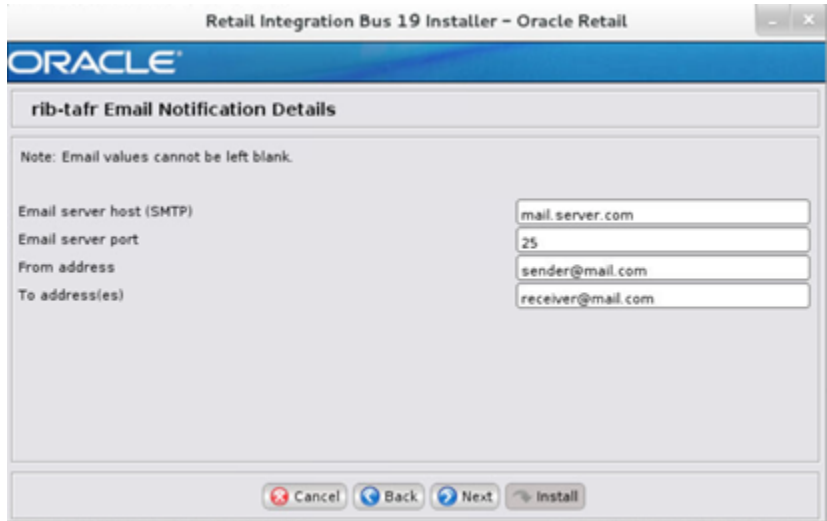 Retail Integration Bus 19 Installer – Oracle Retail
ORACLE
rib-tafr Email Notification Details
Note: Email values cannot be left blank.
Email server host (SMTP) mail.server.com
Email server port 25
From address sender@mail.com
To address(es) receiver@mail.com
Cancel Back Next Install